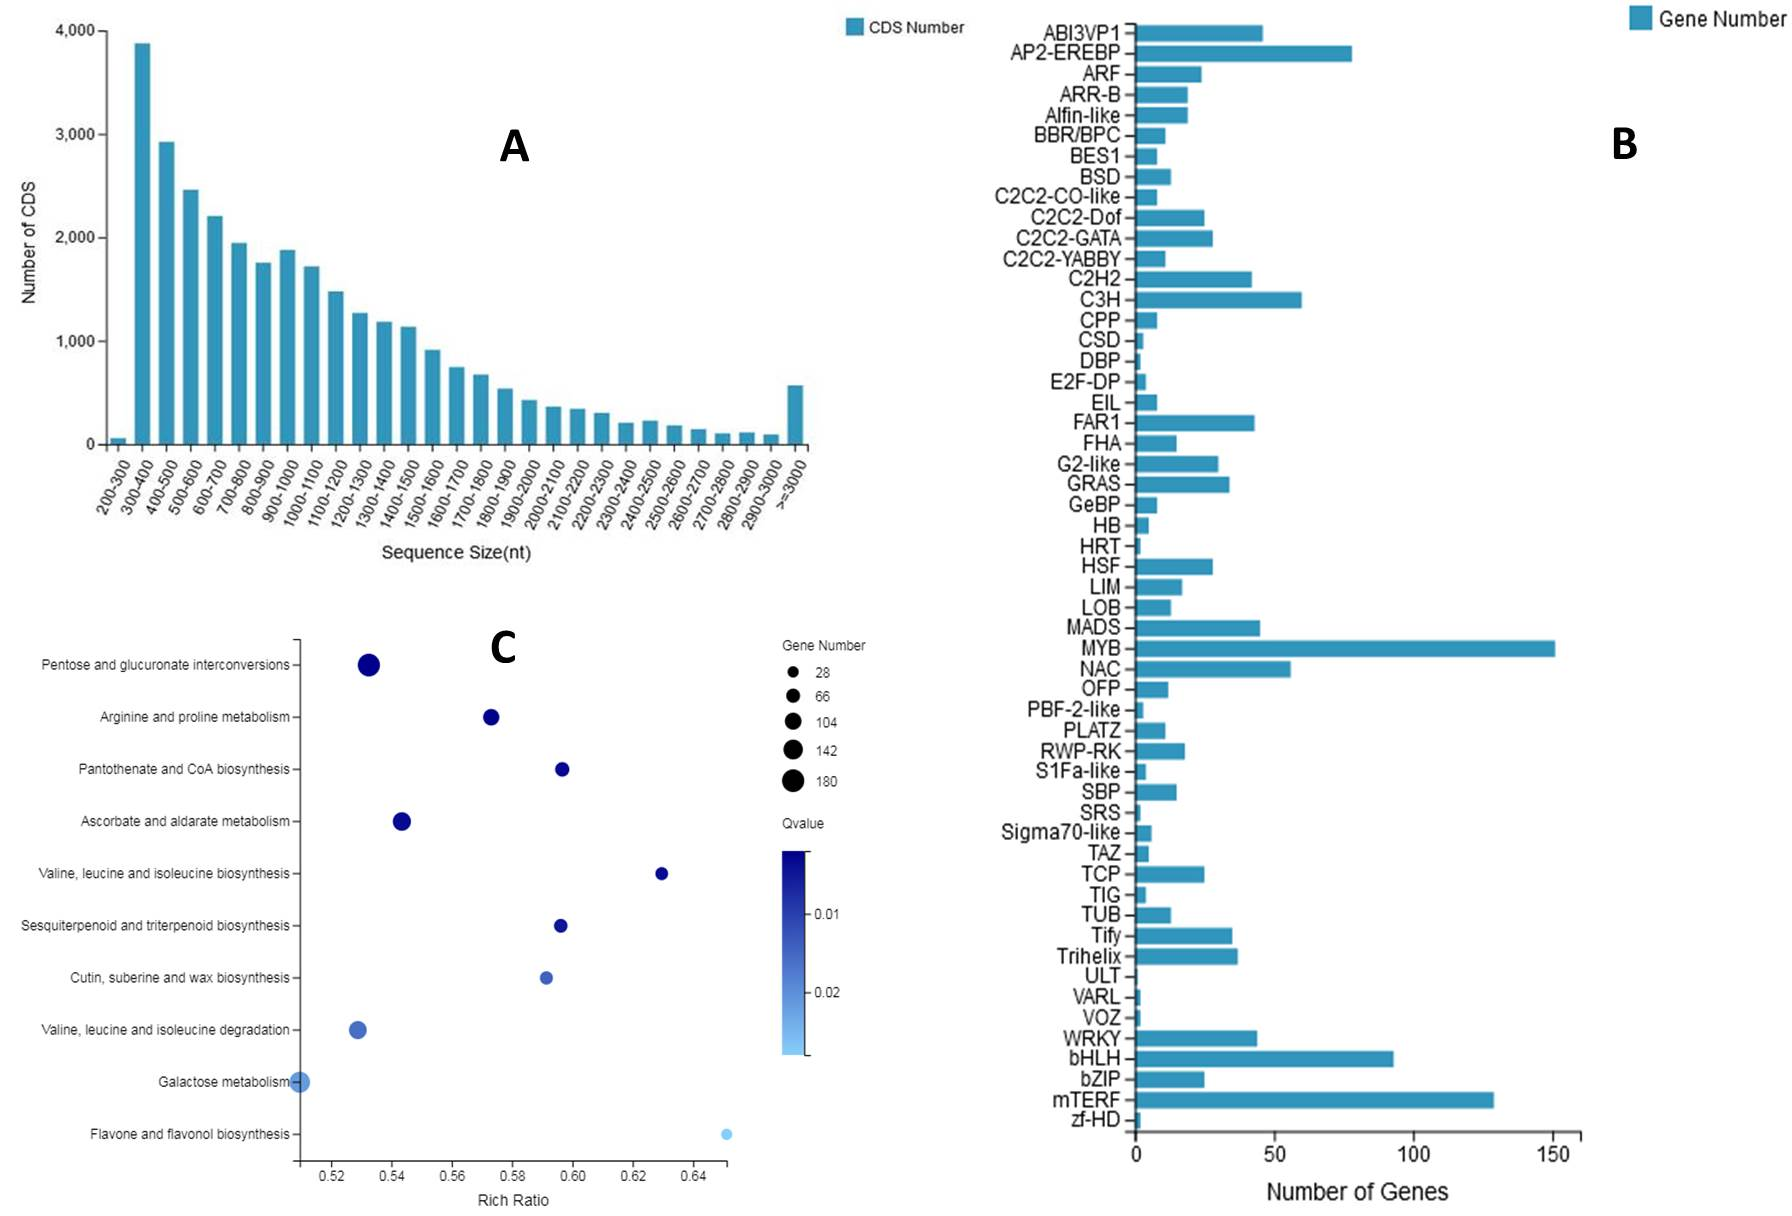 4,000
3,000
2,000
1,000
0
Number of CDS
CDS Number
A
200-300
300-400
400-500
500-600
600-700
700-800
800-900
900-1000
1000-1100
1100-1200
1200-1300
1300-1400
1400-1500
1500-1600
1600-1700
1700-1800
1800-1900
1900-2000
2000-2100
2100-2200
2200-2300
2300-2400
2400-2500
2500-2600
2600-2700
2700-2800
2800-2900
2900-3000
>=3000
Sequence Size(nt)
Gene Number
B
ABI3VP1
AP2-EREBP
ARF
ARR-B
Alfin-like
BBR/BPC
BES1
BSD
C2C2-CO-like
C2C2-Dof
C2C2-GATA
C2C2-YABBY
C2H2
C3H
CPP
CSD
DBP
E2F-DP
EIL
FAR1
FHA
G2-like
GRAS
GeBP
HB
HRT
HSF
LIM
LOB
MADS
MYB
NAC
OFP
PBF-2-like
PLATZ
RWP-RK
S1Fa-like
SBP
SRS
Sigma70-like
TAZ
TCP
TIG
TUB
Tify
Trihelix
ULT
VARL
VOZ
WRKY
bHLH
bZIP
mTERF
zf-HD
0
50
100
150
Number of Genes
C
Pentose and glucuronate interconversions
Arginine and proline metabolism
Pantothenate and CoA biosynthesis
Ascorbate and aldarate metabolism
Valine, leucine and isoleucine biosynthesis
Sesquiterpenoid and triterpenoid biosynthesis
Cutin, suberine and wax biosynthesis
Valine, leucine and isoleucine degradation
Galactose metabolism
Flavone and flavonol biosynthesis
0.52
0.54
0.56
0.58
0.60
0.62
0.64
Rich Ratio
Gene Number
28
66
104
142
180
Qvalue
0.01
0.02